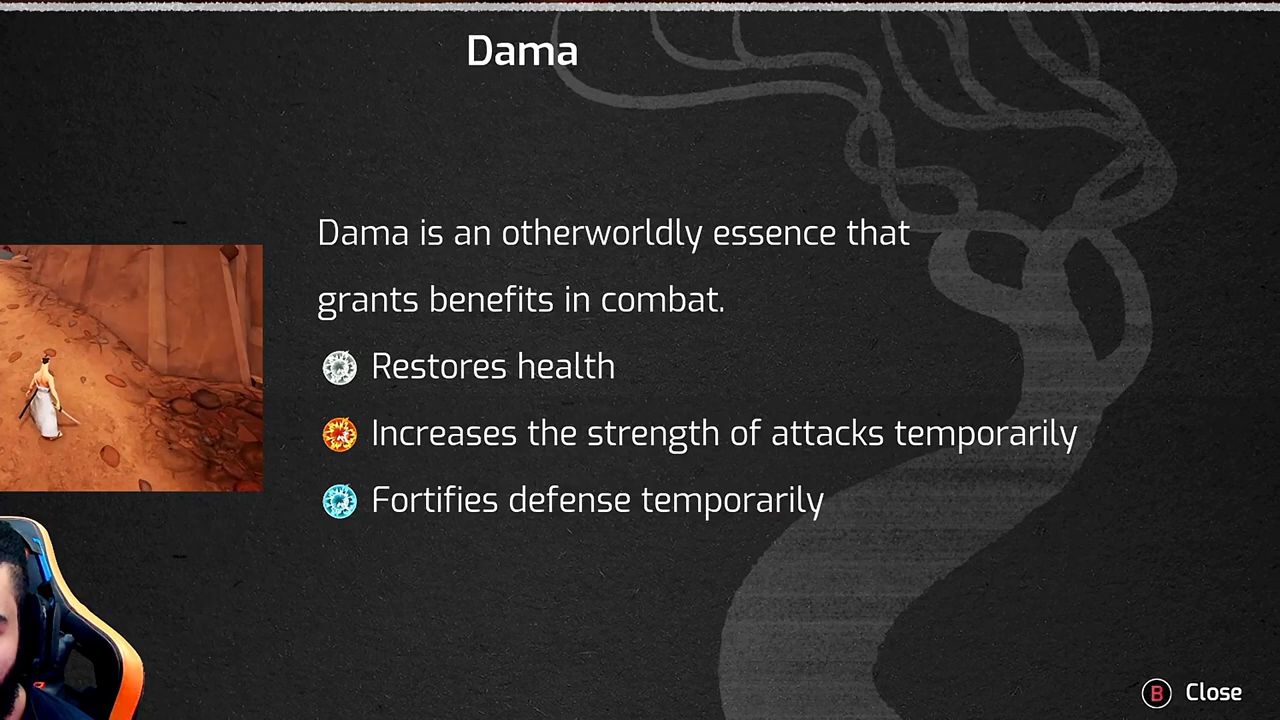 Dama
Dama is an otherworldly essence that
grants benefits in combat.
Restores health
Increases the strength of attacks temporarily
Fortifies defense temporarily
B Close